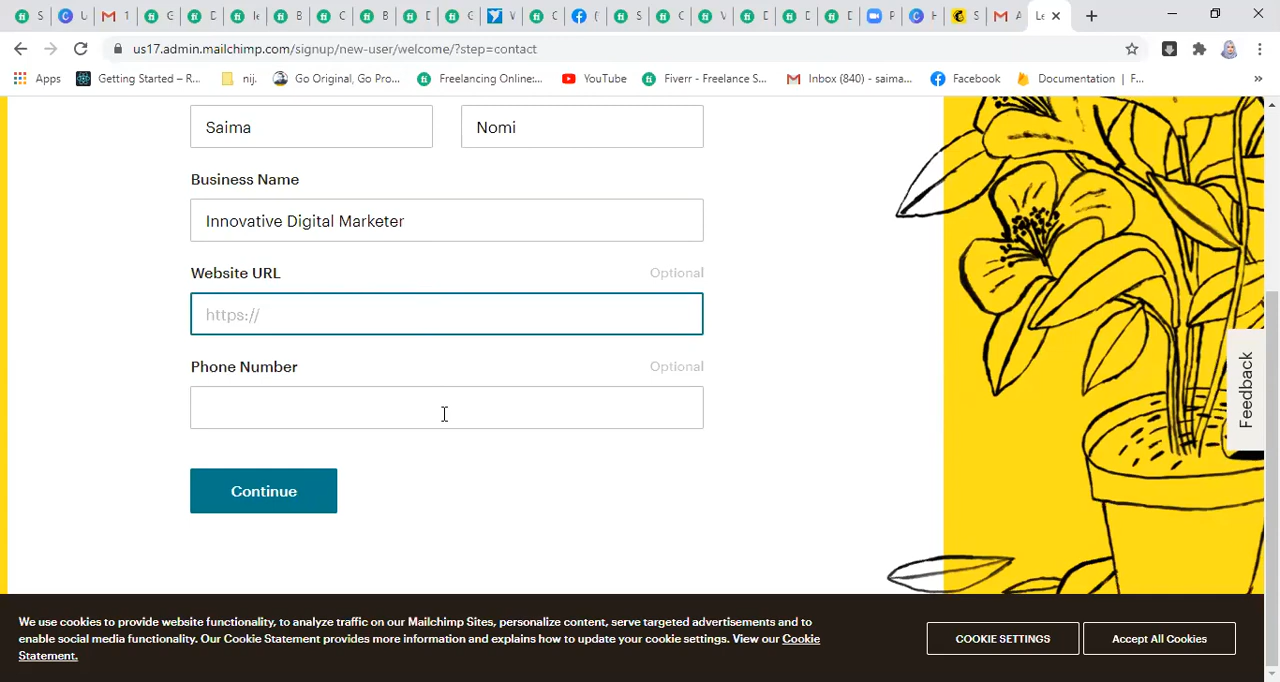 us17.admin.mailchimp.com/signup/new-user/welcome/?step=contact
Apps
Getting Started – R...
nij.
Go Original, Go Pro...
Freelancing Online:...
YouTube
Fiverr - Freelance S...
Inbox (840) - saima...
Facebook
Documentation | F...
»
Saima
Nomi
Business Name
Innovative Digital Marketer
Website URL
Optional
https://
Phone Number
Optional
Continue
Feedback
We use cookies to provide website functionality, to analyze traffic on our Mailchimp Sites, personalize content, serve targeted advertisements and to
enable social media functionality. Our Cookie Statement provides more information and explains how to update your cookie settings. View our Cookie
Statement.
COOKIE SETTINGS
Accept All Cookies